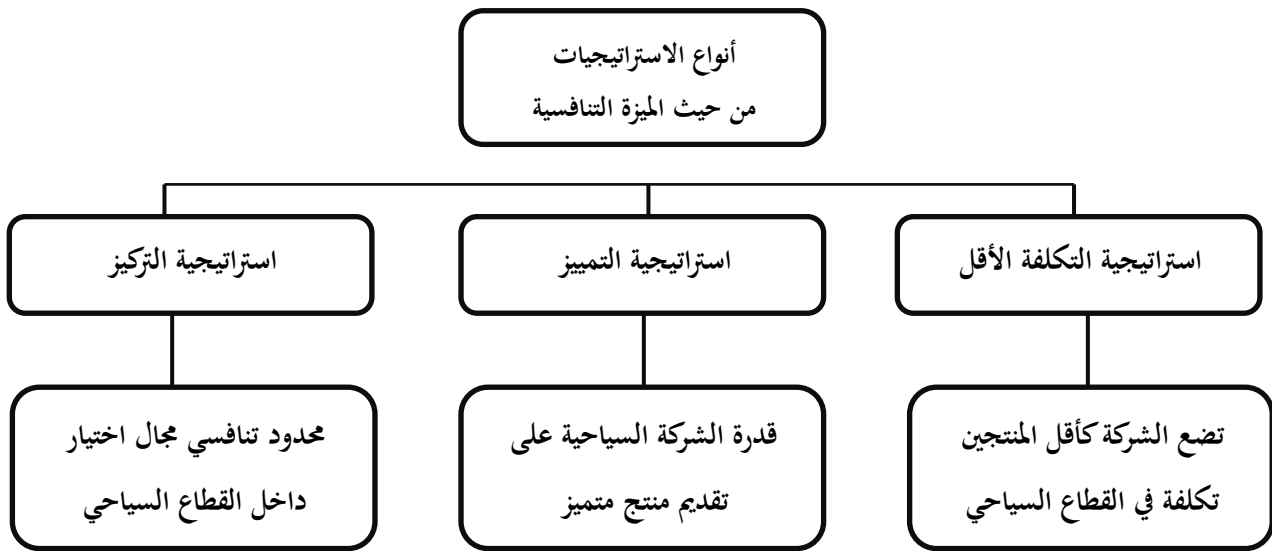 أنواع الاستراتيجيات
من حيث الميزة التنافسية
استراتيجية التكلفة الأقل
استراتيجية التمييز
استراتيجية التركيز
تضع الشركة كأقل المنتجين
تكلفة في القطاع السياحي
قدرة الشركة السياحية على
تقديم منتج متميز
محدود تنافسي مجال اختيار
داخل القطاع السياحي